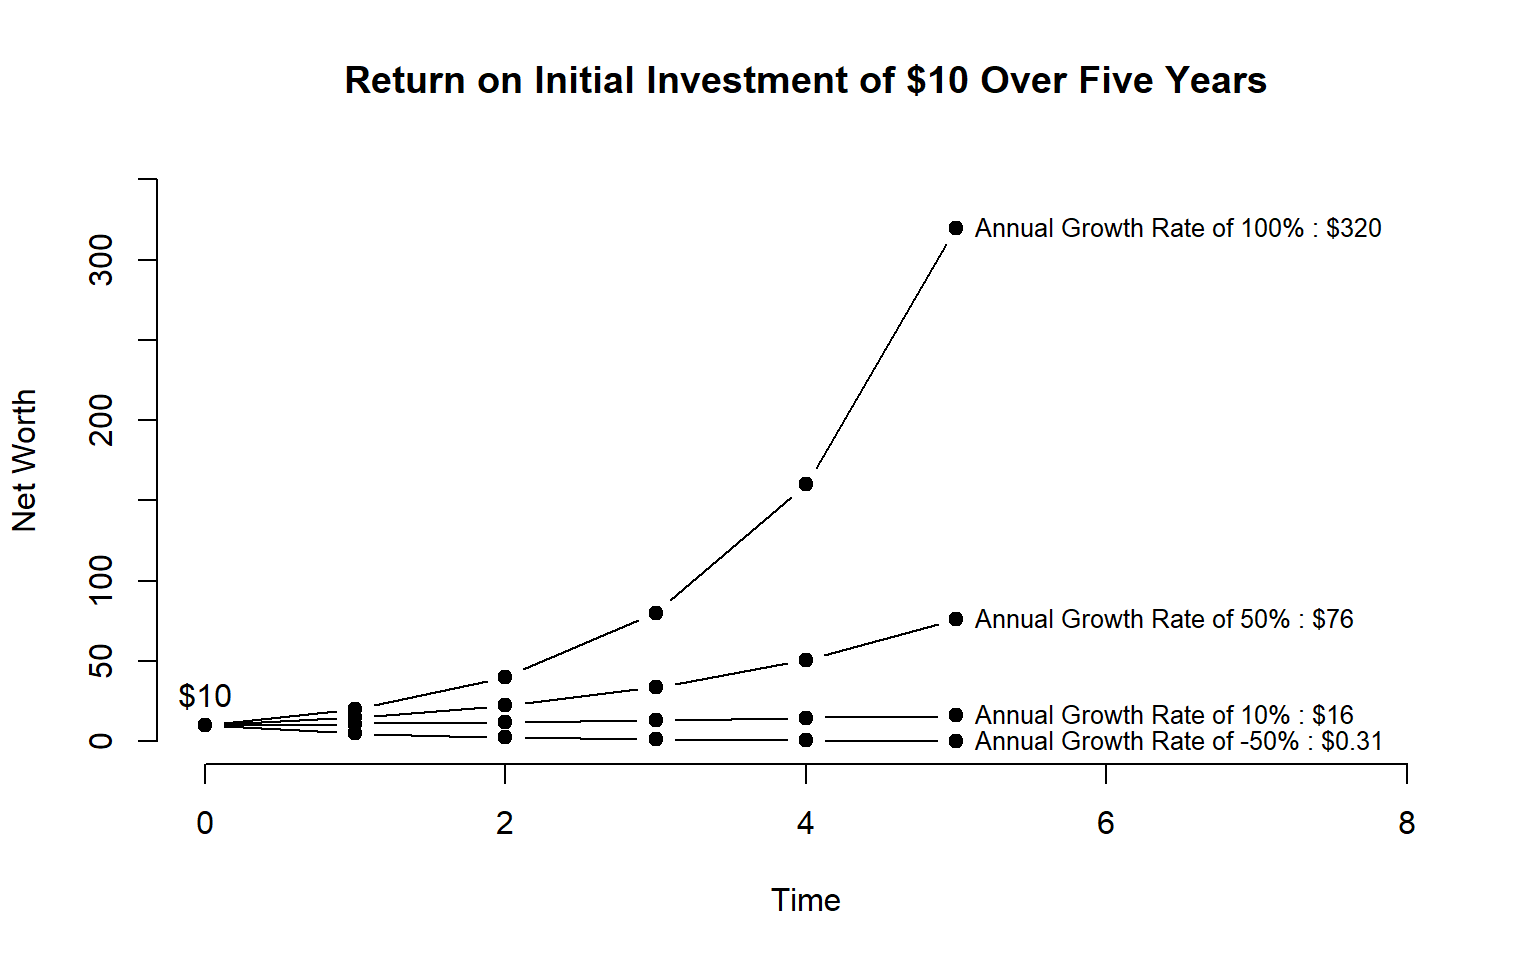 Return on Initial Investment of $10 Over Five Years
Net Worth
300
200
100
50
0
$10
Annual Growth Rate of 100% : $320
Annual Growth Rate of 50% : $76
Annual Growth Rate of 10% : $16
Annual Growth Rate of -50% : $0.31
0 2 4 6 8
Time